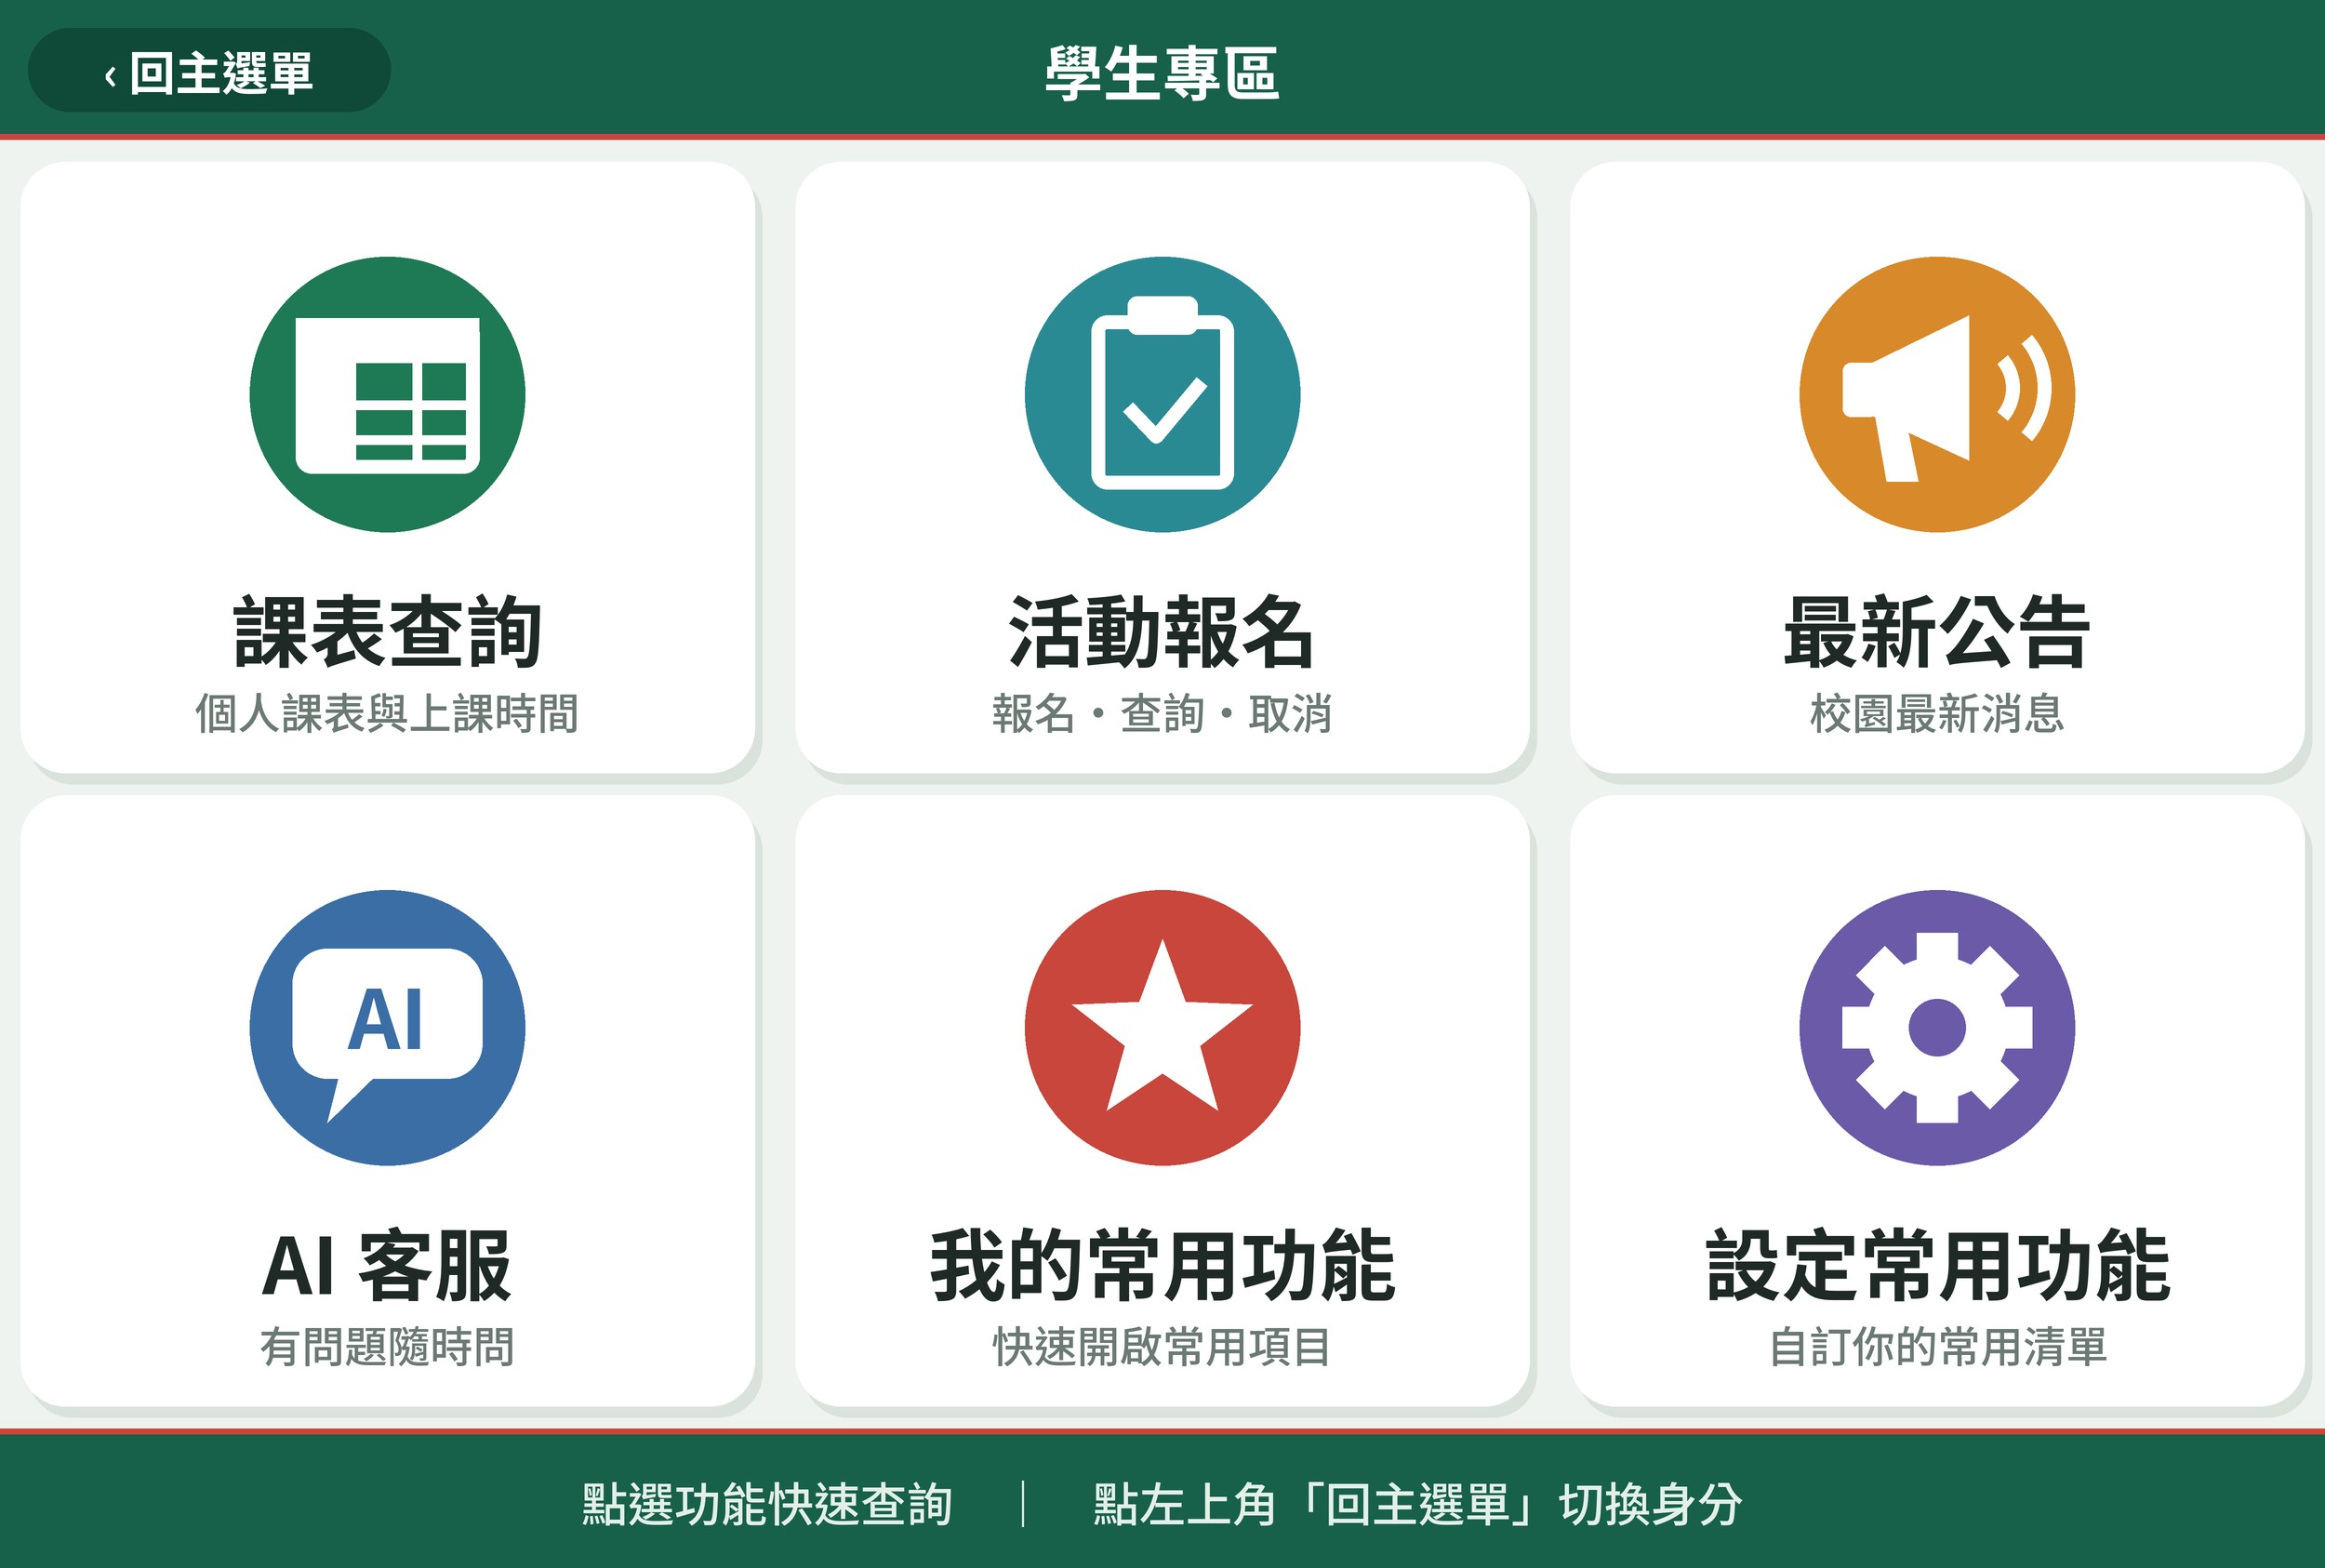 ‹ 回主選單
學生專區
課表查詢
個人課表與上課時間
活動報名
報名・查詢・取消
最新公告
校園最新消息
AI
AI 客服
有問題隨時問
我的常用功能
快速開啟常用項目
設定常用功能
自訂你的常用清單
點選功能快速查詢 ｜ 點左上角「回主選單」切換身分